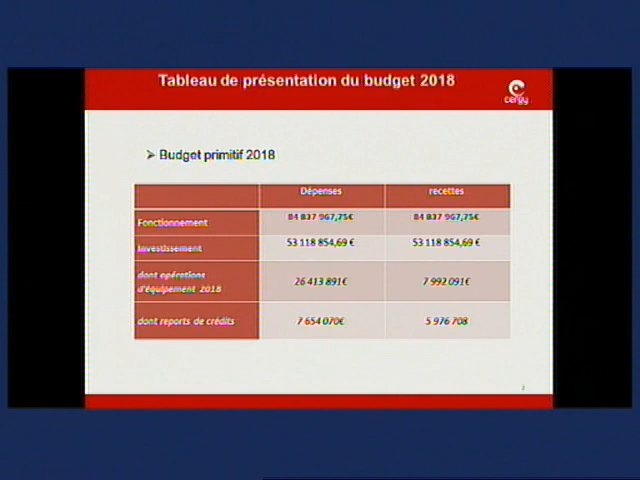 Tableau de présentation du budget 2018
cergy
➢ Budget primitif 2018
Dépenses recettes
Fonctionnement 84 837 967,75€ 84 837 967,75€
Investissement 53 118 854,69 € 53 118 854,69 €
dont opérations
d'équipement 2018 26 413 891€ 7 992 091€
dont reports de crédits 7 654 070€ 5 976 708
2